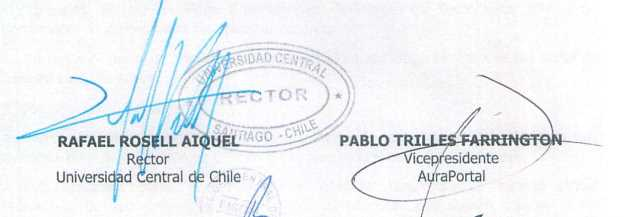 UNIVERSIDAD CENTRAL
RECTOR
SANTIAGO - CHILE
RAFAEL ROSELL AIQUEL
Rector
Universidad Central de Chile
PABLO TRILLES FARRINGTON
Vicepresidente
AuraPortal